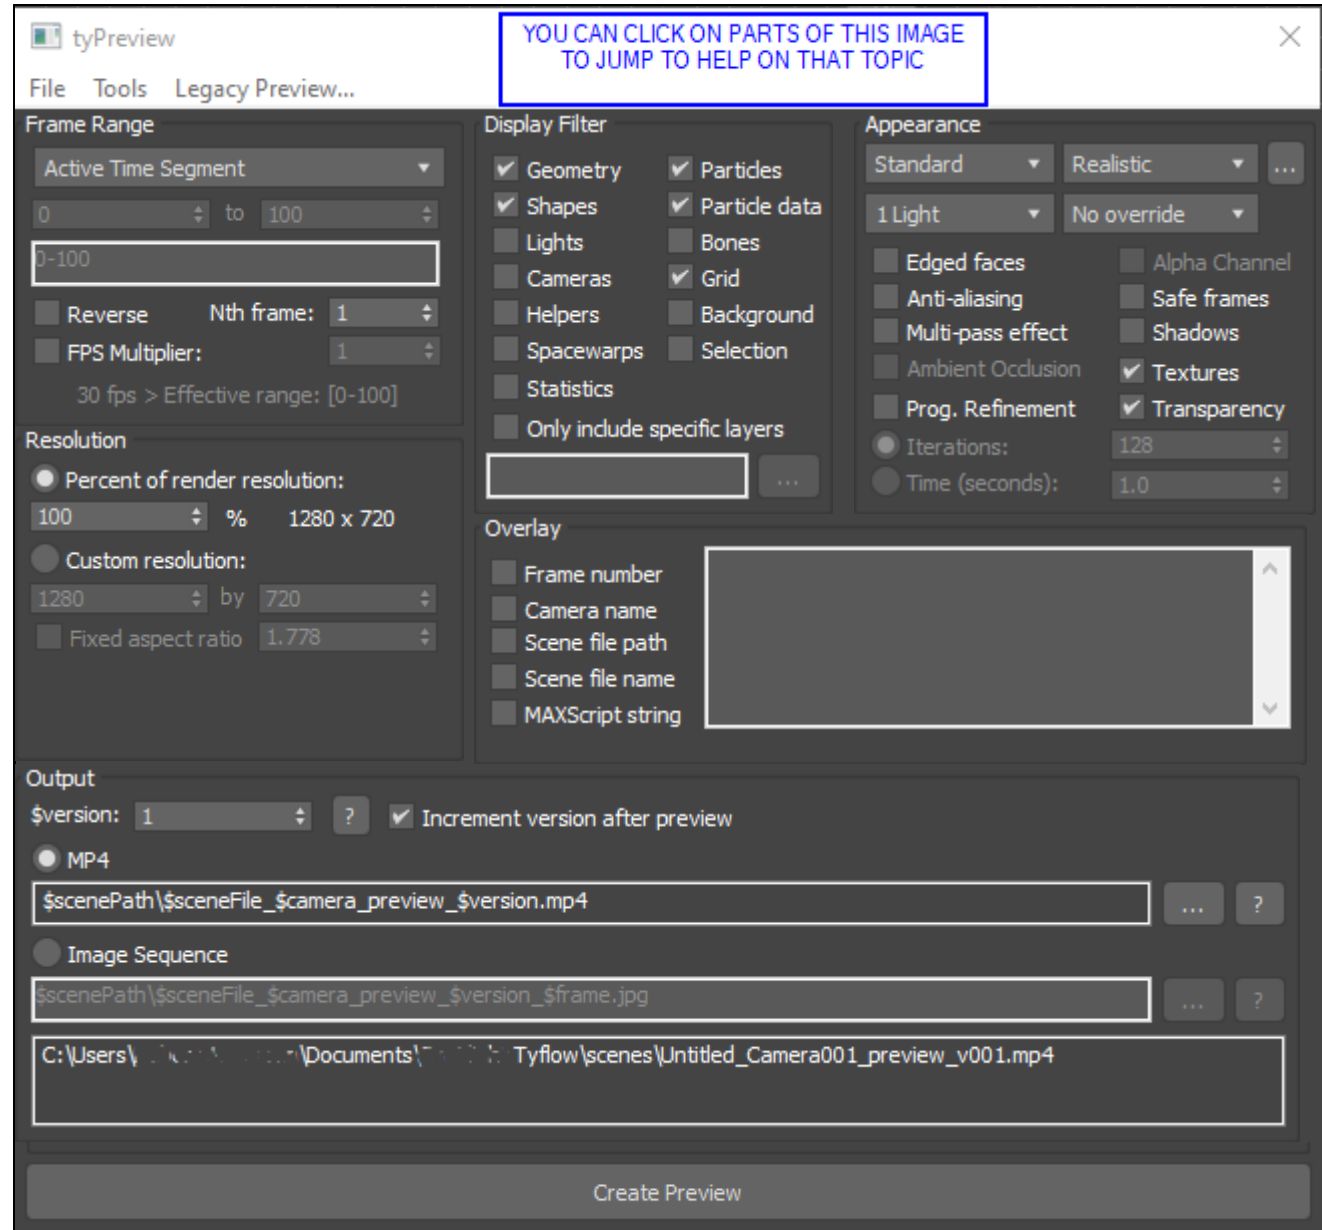 tyPreview
YOU CAN CLICK ON PARTS OF THIS IMAGE
TO JUMP TO HELP ON THAT TOPIC
File Tools Legacy Preview...
Frame Range
Active Time Segment
0 to 100
0-100
Reverse Nth frame: 1
FPS Multiplier: 1
30 fps > Effective range: [0-100]
Resolution
Percent of render resolution:
100 % 1280 x 720
Custom resolution:
1280 by 720
Fixed aspect ratio 1.778
Display Filter
Geometry Particles
Shapes Particle data
Lights Bones
Cameras Grid
Helpers Background
Spacewarps Selection
Statistics
Only include specific layers
...
Appearance
Standard Realistic ...
1 Light No override
Edged faces Alpha Channel
Anti-aliasing Safe frames
Multi-pass effect Shadows
Ambient Occlusion Textures
Prog. Refinement Transparency
Iterations: 128
Time (seconds): 1.0
Overlay
Frame number
Camera name
Scene file path
Scene file name
MAXScript string
Output
$version: 1 ? Increment version after preview
MP4
$scenePath\$sceneFile_$camera_preview_$version.mp4 ... ?
Image Sequence
$scenePath\$sceneFile_$camera_preview_$version_$frame.jpg ... ?
C:\Users\ \Documents\ Tyflow\scenes\Untitled_Camera001_preview_v001.mp4
Create Preview